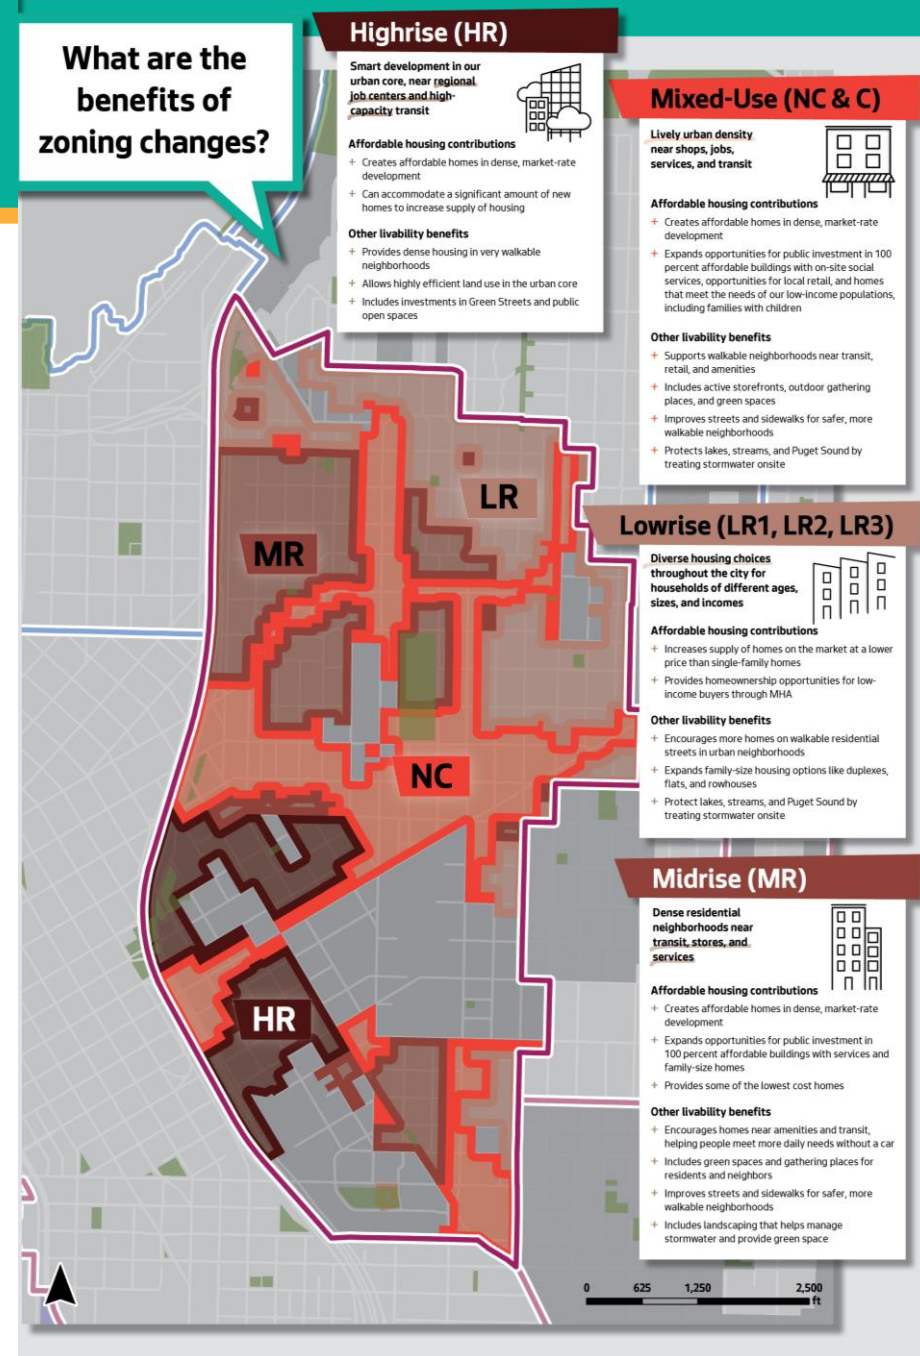 What are the
benefits of
zoning changes?
Highrise (HR)
Smart development in our
urban core, near regional
job centers and high-
capacity transit
Affordable housing contributions
+ Creates affordable homes in dense, market-rate
development
+ Can accommodate a significant amount of new
homes to increase supply of housing
Other livability benefits
+ Provides dense housing in very walkable
neighborhoods
+ Allows highly efficient land use in the urban core
+ Includes investments in Green Streets and public
open spaces
Mixed-Use (NC & C)
Lively urban density
near shops, jobs,
services, and transit
Affordable housing contributions
+ Creates affordable homes in dense, market-rate
development
+ Expands opportunities for public investment in 100
percent affordable buildings with on-site social
services, opportunities for local retail, and homes
that meet the needs of our low-income populations,
including families with children
Other livability benefits
+ Supports walkable neighborhoods near transit,
retail, and amenities
+ Includes active storefronts, outdoor gathering
places, and green spaces
+ Improves streets and sidewalks for safer, more
walkable neighborhoods
+ Protects lakes, streams, and Puget Sound by
treating stormwater onsite
Lowrise (LR1, LR2, LR3)
Diverse housing choices
throughout the city for
households of different ages,
sizes, and incomes
Affordable housing contributions
+ Increases supply of homes on the market at a lower
price than single-family homes
+ Provides homeownership opportunities for low-
income buyers through MHA
Other livability benefits
+ Encourages more homes on walkable residential
streets in urban neighborhoods
+ Expands family-size housing options like duplexes,
flats, and rowhouses
+ Protect lakes, streams, and Puget Sound by
treating stormwater onsite
Midrise (MR)
Dense residential
neighborhoods near
transit, stores, and
services
Affordable housing contributions
+ Creates affordable homes in dense, market-rate
development
+ Expands opportunities for public investment in
100 percent affordable buildings with services and
family-size homes
+ Provides some of the lowest cost homes
Other livability benefits
+ Encourages homes near amenities and transit,
helping people meet more daily needs without a car
+ Includes green spaces and gathering places for
residents and neighbors
+ Improves streets and sidewalks for safer, more
walkable neighborhoods
+ Includes landscaping that helps manage
stormwater and provide green space
LR
MR
NC
HR
0 625 1,250 2,500
ft